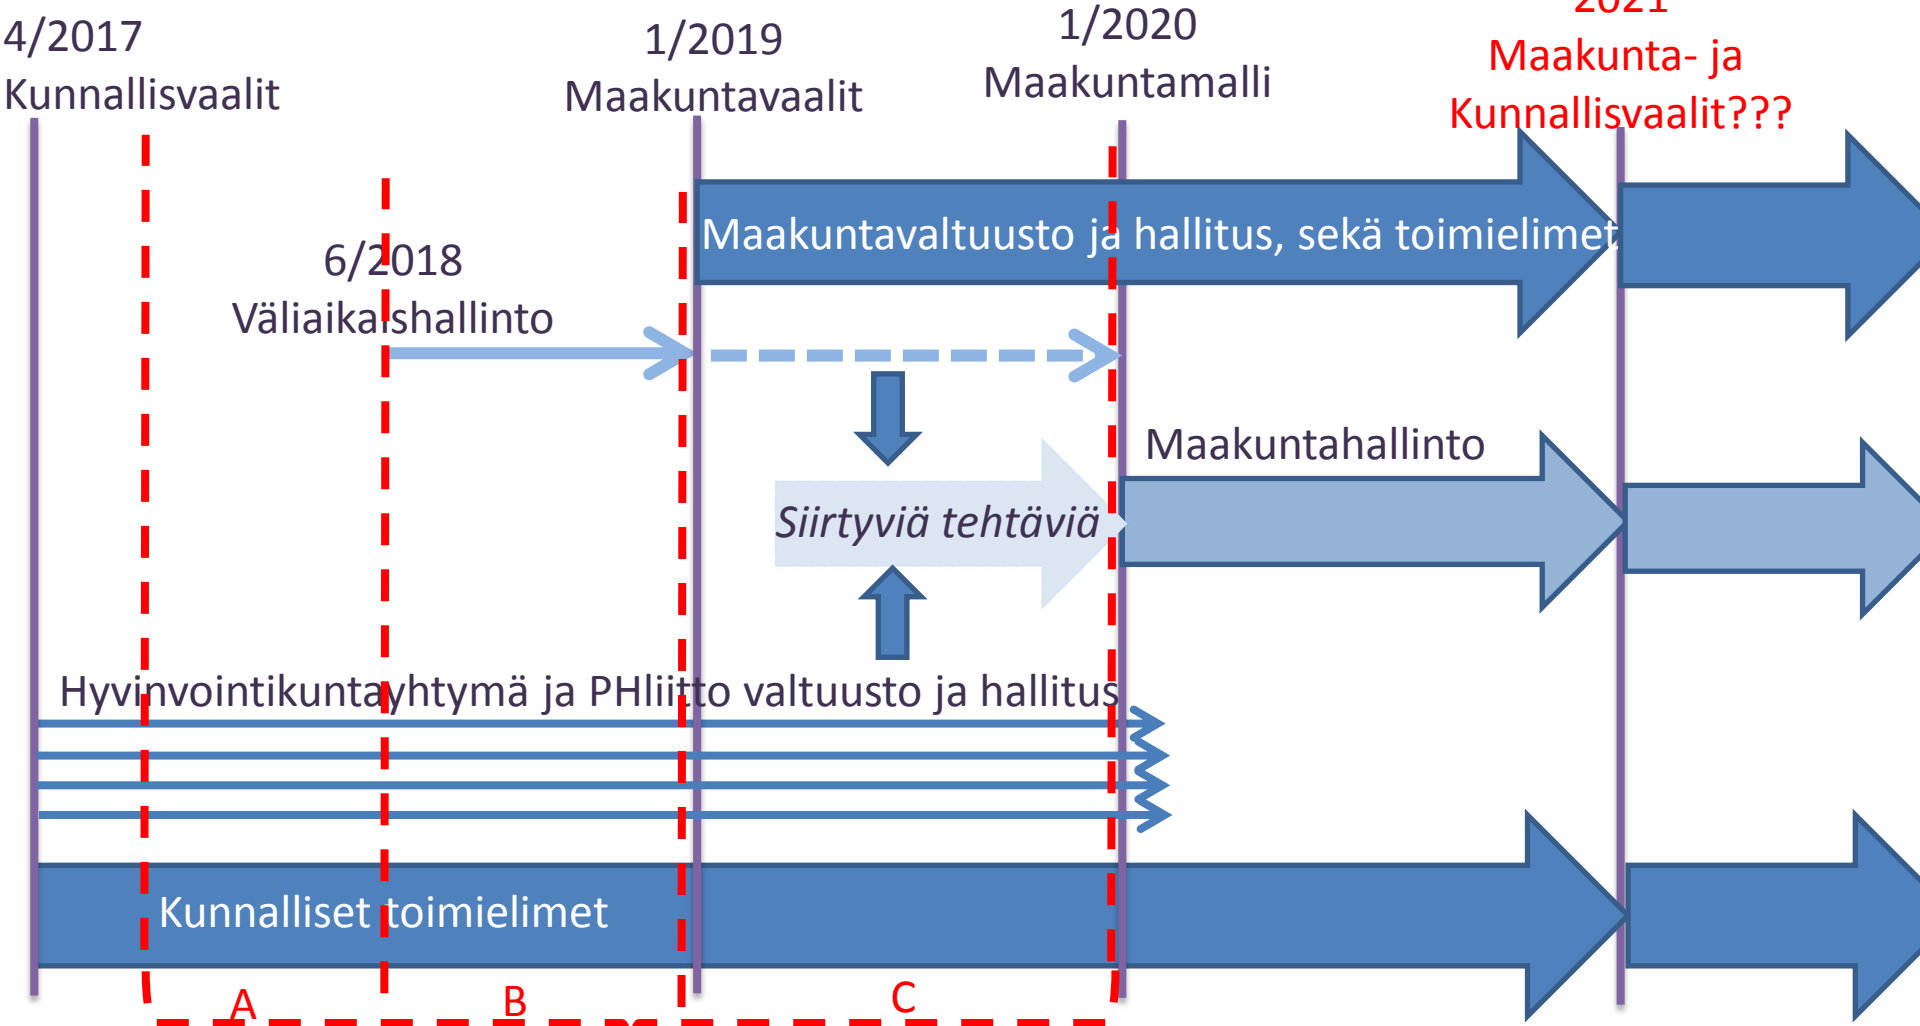 4/2017
Kunnallisvaalit
1/2019
Maakuntavaalit
1/2020
Maakuntamalli
2021
Maakunta- ja
Kunnallisvaalit???
Maakuntavaltuusto ja hallitus, sekä toimielimet
6/2018
Väliaikaishallinto
Maakuntahallinto
Siirtyviä tehtäviä
Hyvinvointikuntayhtymä ja PHliitto valtuusto ja hallitus
Kunnalliset toimielimet
A
B
C